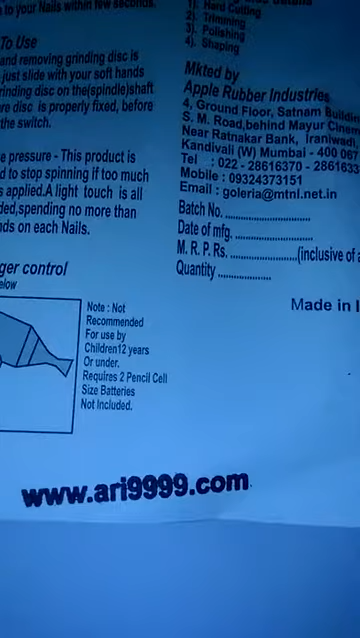 to your Nails within few seconds.
To Use
and removing grinding disc is
just slide with your soft hands
rinding disc on the(spindle)shaft
re disc is properly fixed, before
the switch.
e pressure - This product is
d to stop spinning if too much
s applied.A light touch is all
ded,spending no more than
nds on each Nails.
ger control
elow
Note : Not
Recommended
For use by
Children12 years
Or under.
Requires 2 Pencil Cell
Size Batteries
Not Included.
1). Hard Cutting
2). Trimining
3). Polishing
4). Shaping
Mkted by
Apple Rubber Industries
4, Ground Floor, Satnam Buildin
S. M. Road,behind Mayur Cinem
Near Ratnakar Bank, Iraniwadi,
Kandivali (W) Mumbai - 400 067
Tel : 022 - 28616370 - 2861633
Mobile : 09324373151
Email : goleria@mtnl.net.in
Batch No. ........................
Date of mfg. ......................
M. R. P. Rs. ...................(inclusive of a
Quantity ................
Made in I
www.ari9999.com